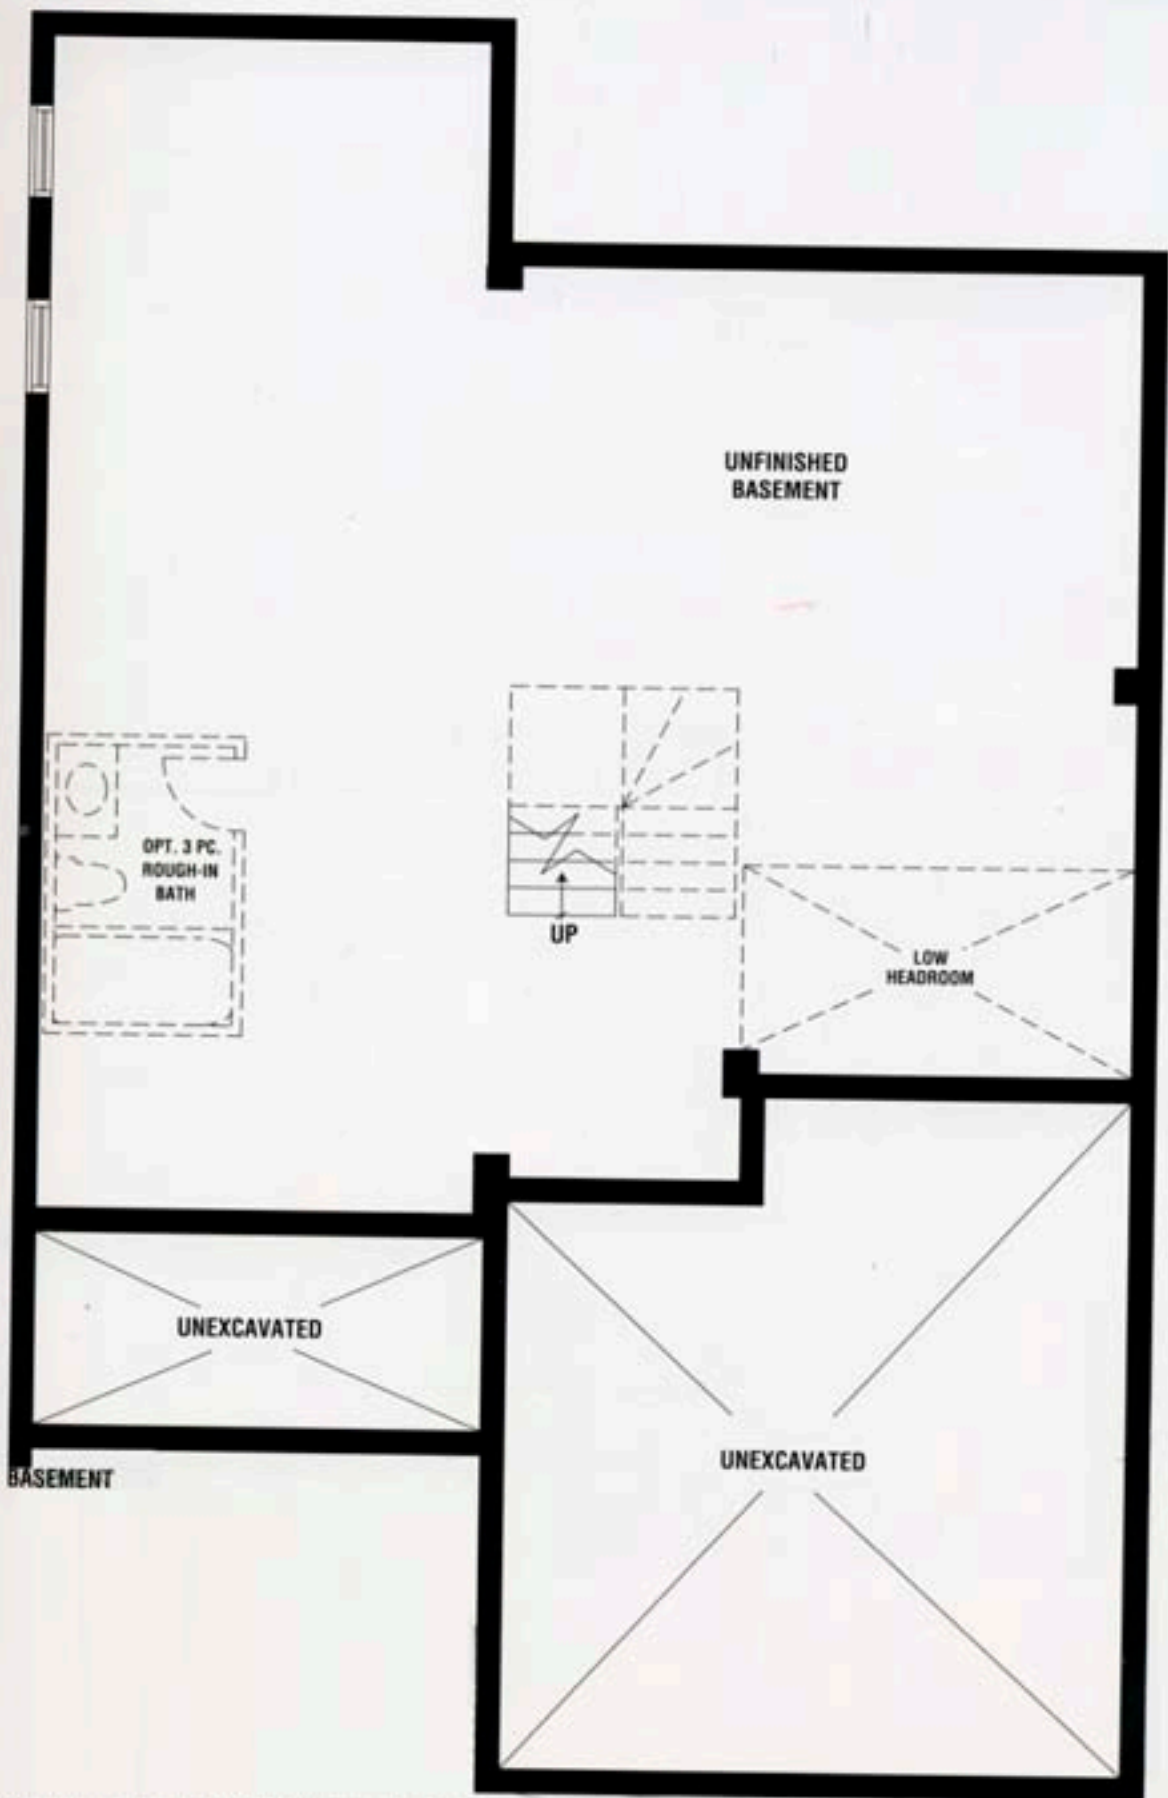 UNFINISHED
BASEMENT
OPT. 3 PC.
ROUGH-IN
BATH
UP
LOW
HEADROOM
UNEXCAVATED
UNEXCAVATED
BASEMENT